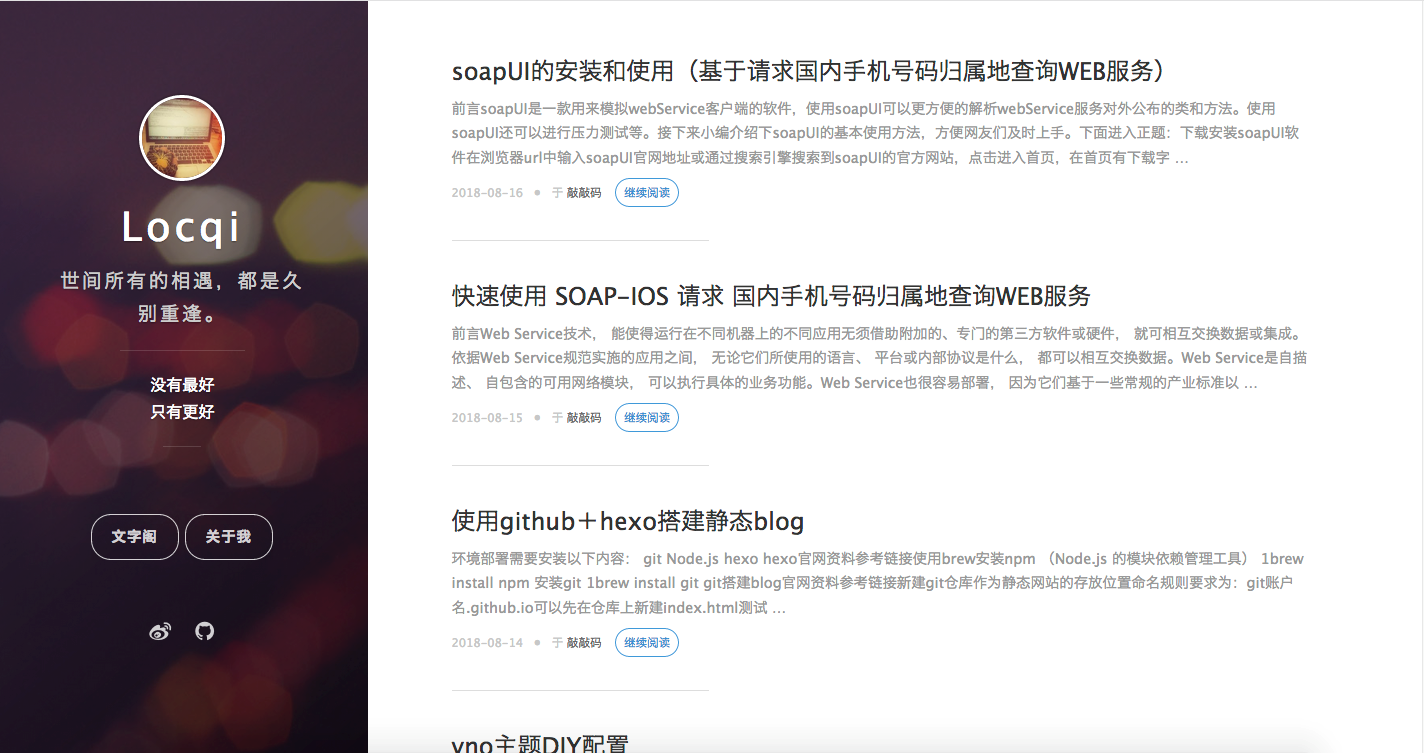 Locqi
世间所有的相遇，都是久
别重逢。
没有最好
只有更好
文字阁
关于我
soapUI的安装和使用（基于请求国内手机号码归属地查询WEB服务）
前言soapUI是一款用来模拟webService客户端的软件，使用soapUI可以更方便的解析webService服务对外公布的类和方法。使用
soapUI还可以进行压力测试等。接下来小编介绍下soapUI的基本使用方法，方便网友们及时上手。下面进入正题：下载安装soapUI软
件在浏览器url中输入soapUI官网地址或通过搜索引擎搜索到soapUI的官方网站，点击进入首页，在首页有下载字 ...
2018-08-16 ● 于 敲敲码 继续阅读
快速使用 SOAP-IOS 请求 国内手机号码归属地查询WEB服务
前言Web Service技术， 能使得运行在不同机器上的不同应用无须借助附加的、专门的第三方软件或硬件， 就可相互交换数据或集成。
依据Web Service规范实施的应用之间， 无论它们所使用的语言、 平台或内部协议是什么， 都可以相互交换数据。Web Service是自描
述、 自包含的可用网络模块， 可以执行具体的业务功能。Web Service也很容易部署， 因为它们基于一些常规的产业标准以 ...
2018-08-15 ● 于 敲敲码 继续阅读
使用github＋hexo搭建静态blog
环境部署需要安装以下内容： git Node.js hexo hexo官网资料参考链接使用brew安装npm （Node.js 的模块依赖管理工具） 1brew
install npm 安装git 1brew install git git搭建blog官网资料参考链接新建git仓库作为静态网站的存放位置命名规则要求为：git账户
名.github.io可以先在仓库上新建index.html测试 ...
2018-08-14 ● 于 敲敲码 继续阅读
vno主题DIY配置